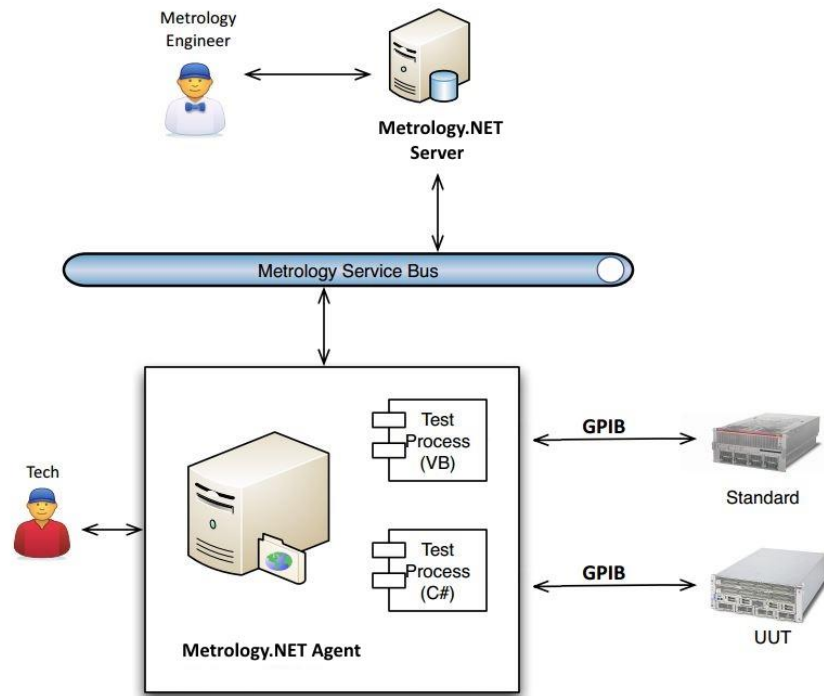 Metrology
Engineer
Metrology.NET
Server
Metrology Service Bus
Test
Process
(VB)
GPIB
Standard
Tech
Test
Process
(C#)
GPIB
UUT
Metrology.NET Agent